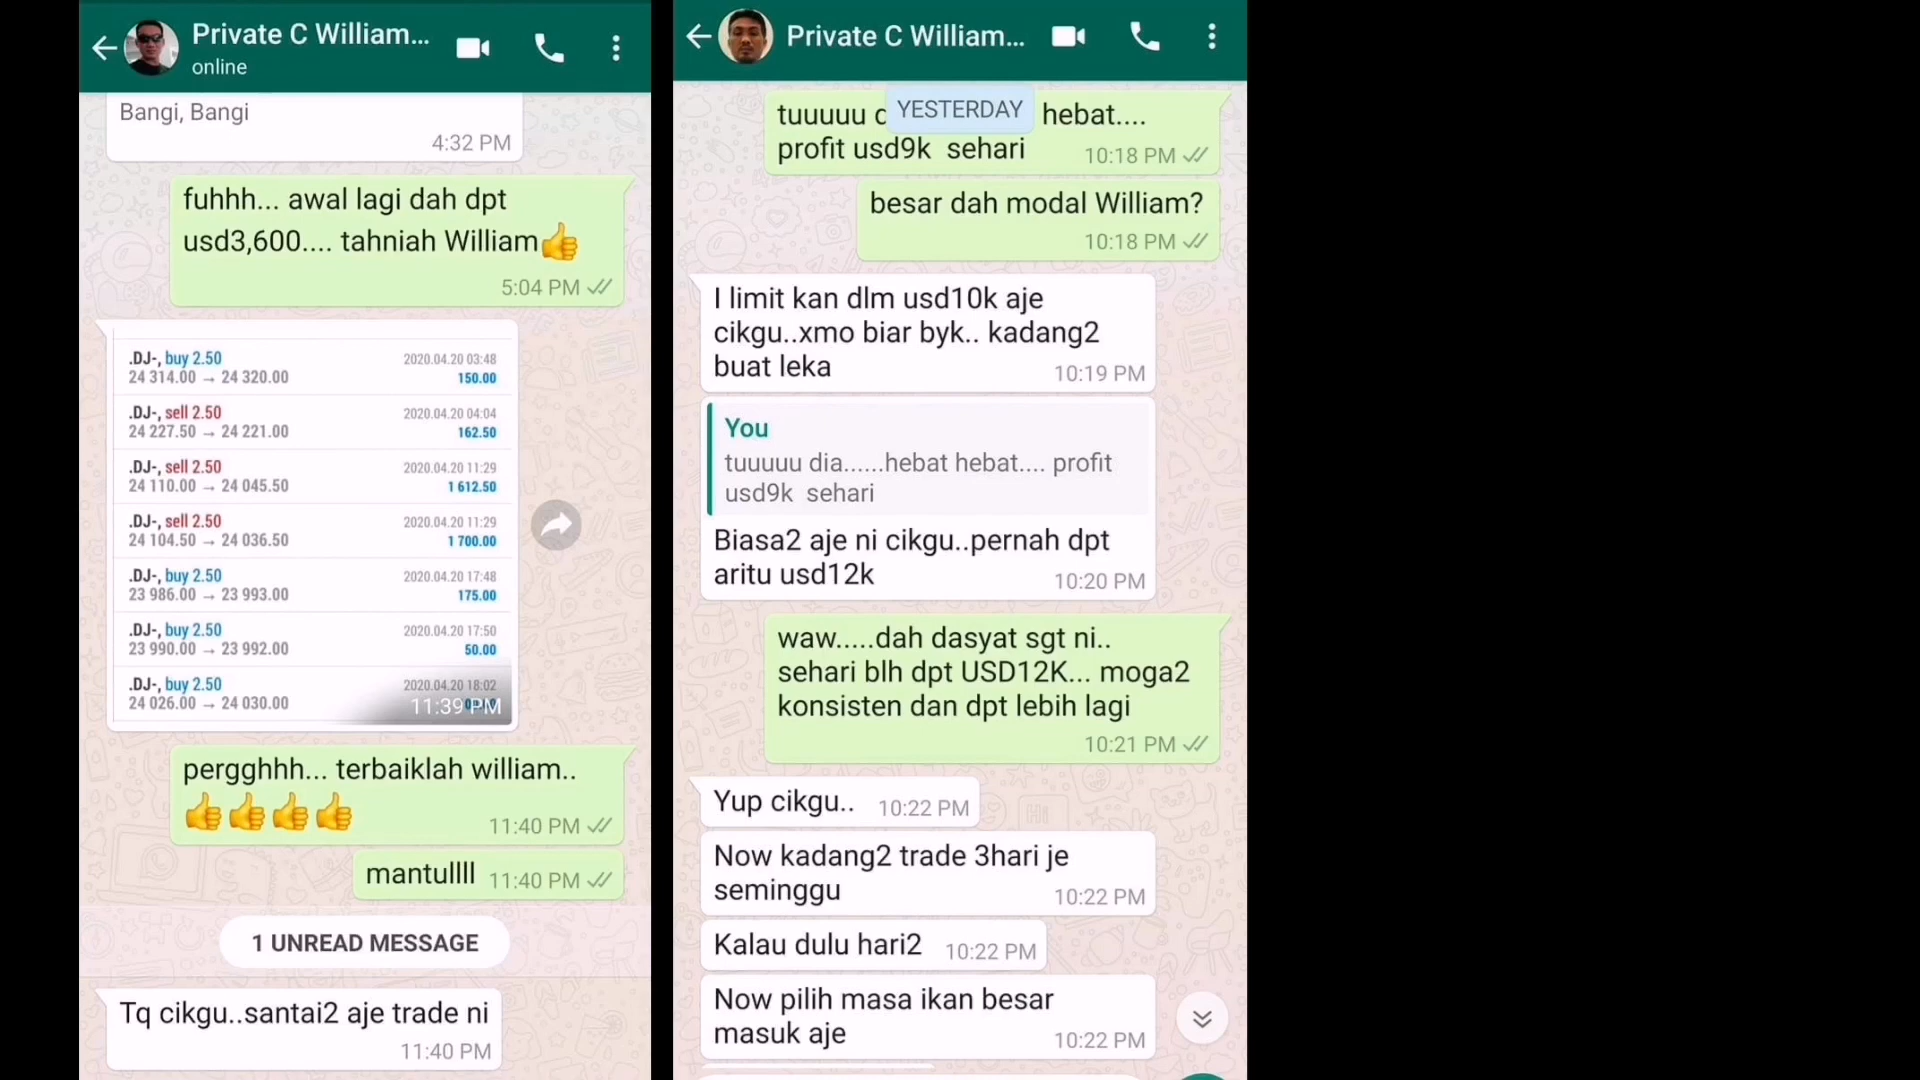 Private C William...
online
Bangi, Bangi
4:32 PM
fuhhh... awal lagi dah dpt
usd3,600.... tahniah William👍
5:04 PM
.DJ-, buy 2.50
2020.04.20 03:48
24 314.00 → 24 320.00
150.00
.DJ-, sell 2.50
2020.04.20 04:04
24 227.50 → 24 221.00
162.50
.DJ-, sell 2.50
2020.04.20 11:29
24 110.00 → 24 045.50
1 612.50
.DJ-, sell 2.50
2020.04.20 11:29
24 104.50 → 24 036.50
1 700.00
.DJ-, buy 2.50
2020.04.20 17:48
23 986.00 → 23 993.00
175.00
.DJ-, buy 2.50
2020.04.20 17:50
23 990.00 → 23 992.00
50.00
.DJ-, buy 2.50
2020.04.20 18:02
24 026.00 → 24 030.00
11:39 PM
pergghhh... terbaiklah william..
👍👍👍👍
11:40 PM
mantullll 11:40 PM
1 UNREAD MESSAGE
Tq cikgu..santai2 aje trade ni
11:40 PM
Private C William...
YESTERDAY
tuuuuu hebat....
profit usd9k sehari 10:18 PM
besar dah modal William?
10:18 PM
I limit kan dlm usd10k aje
cikgu..xmo biar byk.. kadang2
buat leka 10:19 PM
You
tuuuuu dia......hebat hebat.... profit
usd9k sehari
Biasa2 aje ni cikgu..pernah dpt
aritu usd12k 10:20 PM
waw.....dah dasyat sgt ni..
sehari blh dpt USD12K... moga2
konsisten dan dpt lebih lagi
10:21 PM
Yup cikgu.. 10:22 PM
Now kadang2 trade 3hari je
seminggu 10:22 PM
Kalau dulu hari2 10:22 PM
Now pilih masa ikan besar
masuk aje 10:22 PM